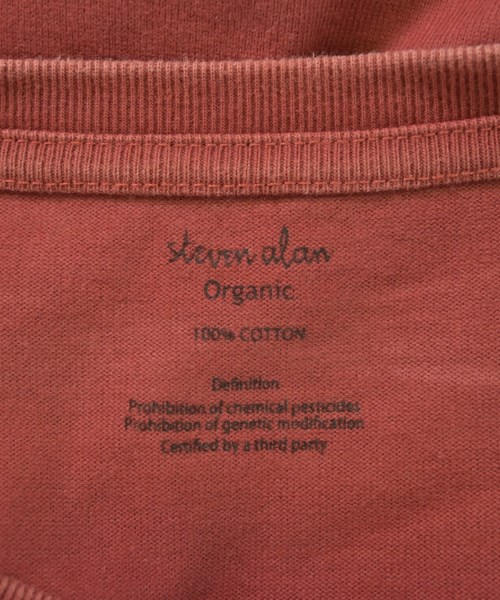 steven alan
Organic
100% COTTON
Definition
Prohibition of chemical pesticides
Prohibition of genetic modification
Certified by a third party